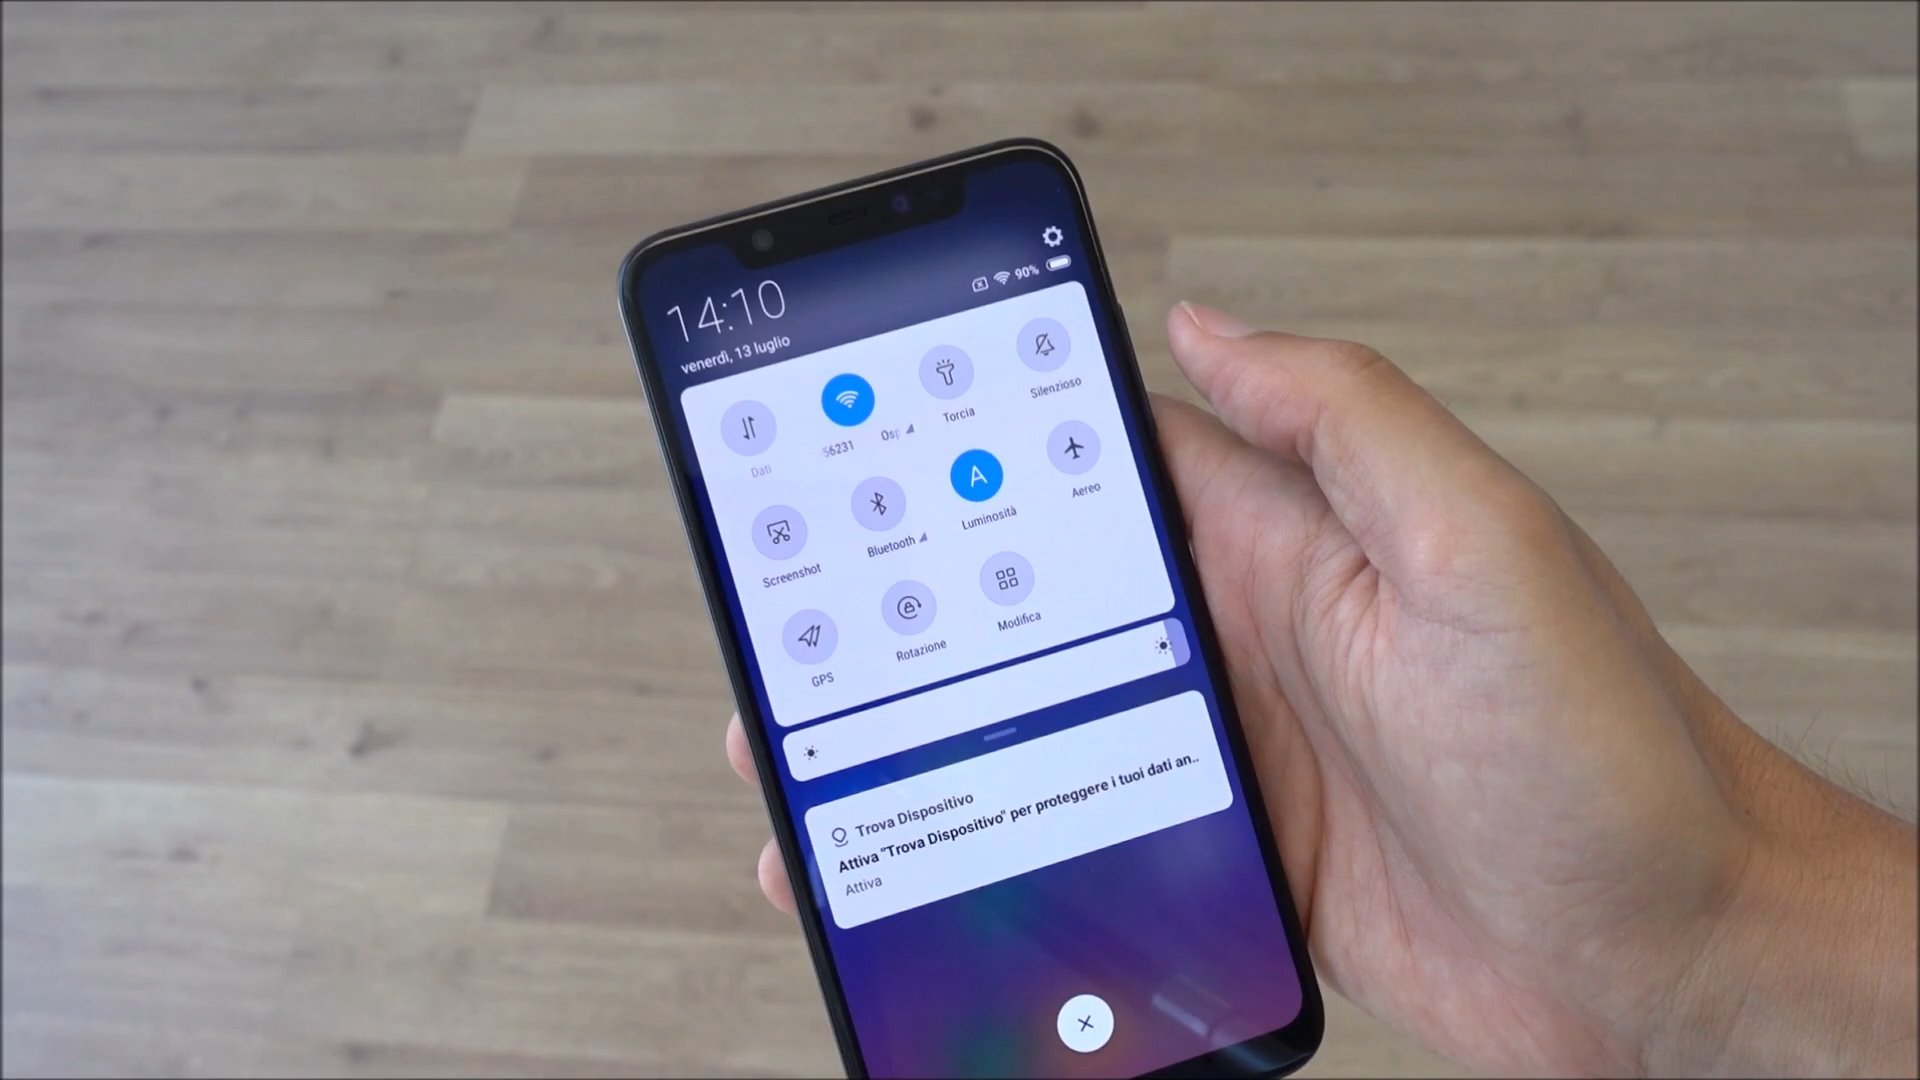 14:10
venerdì, 13 luglio
90%
Dati
56231
Torcia
Silenzioso
Screenshot
Bluetooth
A
Luminosità
Aereo
GPS
Rotazione
Modifica
Trova Dispositivo
Attiva "Trova Dispositivo" per proteggere i tuoi dati an..
Attiva